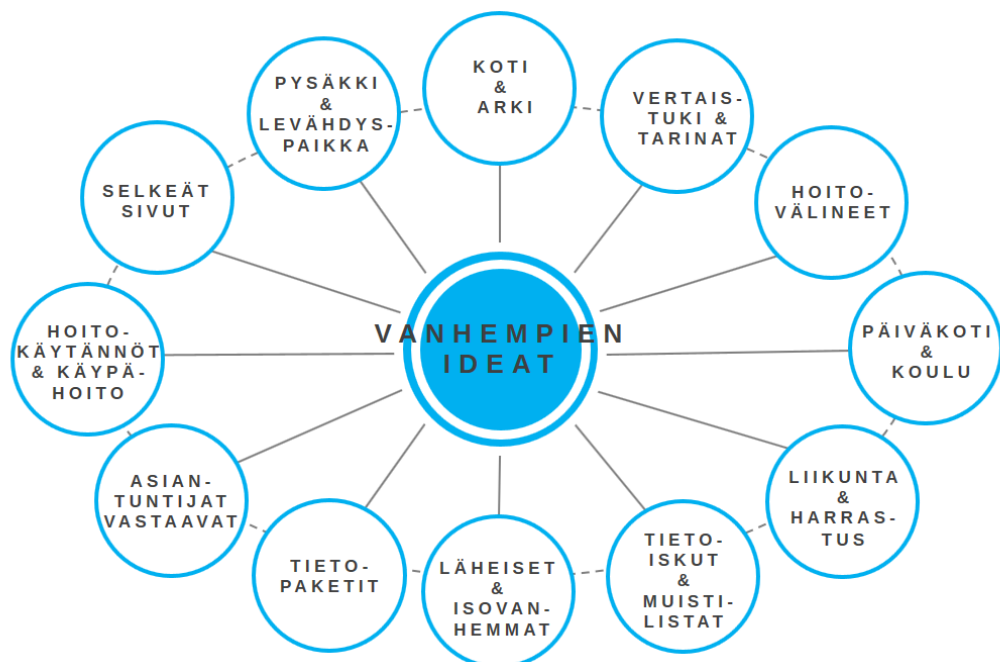 PYSÄKKI
&
LEVÄHDYS-
PAIKKA
KOTI
&
ARKI
VERTAIS-
TUKI &
TARINAT
SELKEÄT
SIVUT
HOITO-
VÄLINEET
HOITO-
KÄYTÄNNÖT
& KÄYPÄ-
HOITO
VANHEMPIEN
IDEAT
PÄIVÄKOTI
&
KOULU
ASIAN-
TUNTIJAT
VASTAAVAT
LIIKUNTA
&
HARRAS-
TUS
TIETO-
PAKETIT
LÄHEISET
&
ISOVAN-
HEMMAT
TIETO-
ISKUT
&
MUISTI-
LISTAT